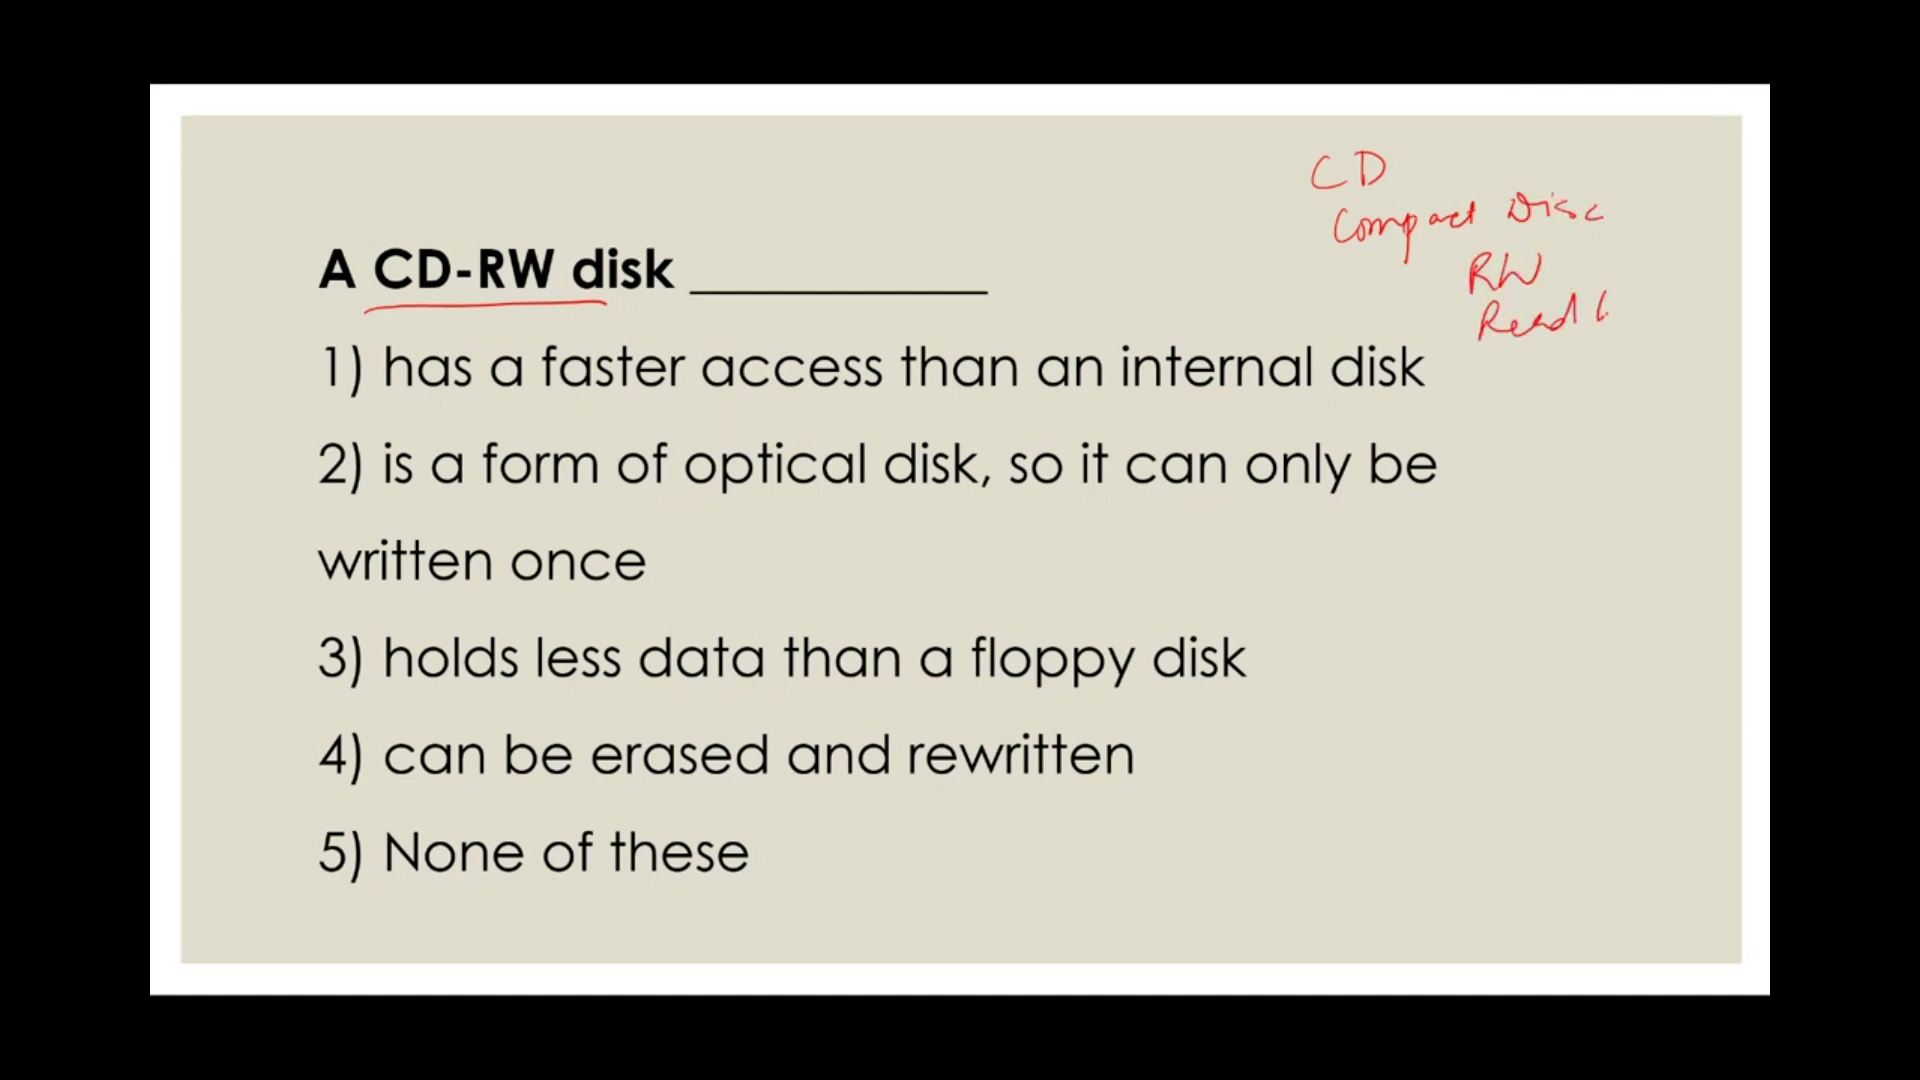 CD
Compact Disc
RW
Read
A CD-RW disk ___________
1) has a faster access than an internal disk
2) is a form of optical disk, so it can only be
written once
3) holds less data than a floppy disk
4) can be erased and rewritten
5) None of these